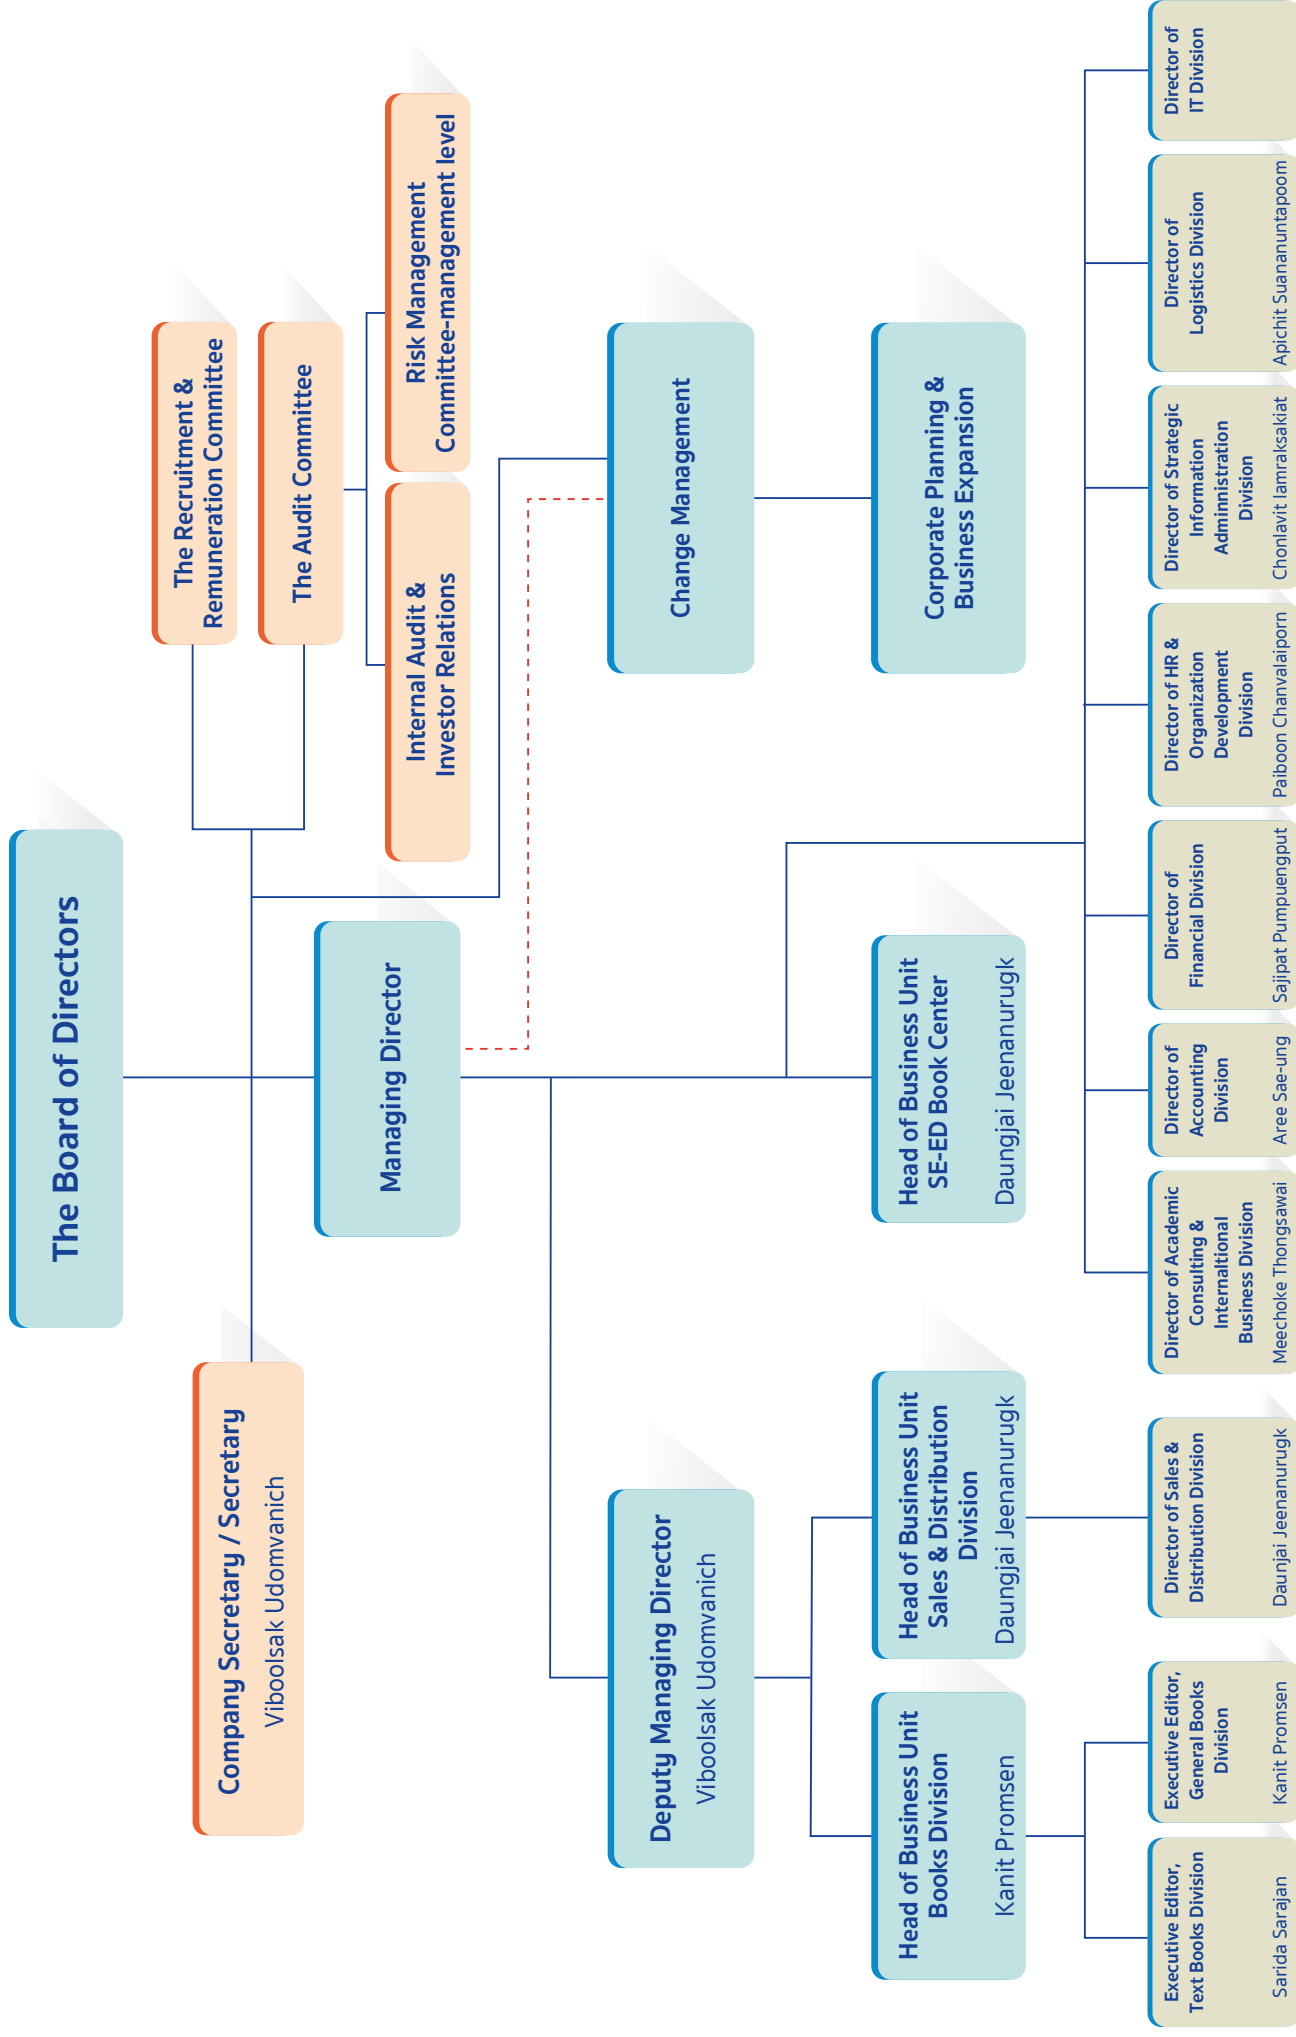 The Board of Directors
Company Secretary / Secretary
Viboolsak Udomvanich
The Recruitment &
Remuneration Committee
The Audit Committee
Managing Director
Internal Audit &
Investor Relations
Risk Management
Committee-management level
Deputy Managing Director
Viboolsak Udomvanich
Change Management
Head of Business Unit
Books Division
Kanit Promsen
Head of Business Unit
Sales & Distribution
Division
Daungjai Jeenanurugk
Head of Business Unit
SE-ED Book Center
Daungjai Jeenanurugk
Corporate Planning &
Business Expansion
Executive Editor,
Text Books Division
Sarida Sarajan
Executive Editor,
General Books
Division
Kanit Promsen
Director of Sales &
Distribution Division
Daunjai Jeenanurugk
Director of Academic
Consulting &
Internaltional
Business Division
Meechoke Thongsawai
Director of
Accounting
Division
Aree Sae-ung
Director of
Financial Division
Sajipat Pumpuengput
Director of HR &
Organization
Development
Division
Paiboon Chanvalaiporn
Director of Strategic
Information
Adminnistration
Division
Chonlavit Iamraksakiat
Director of
Logistics Division
Apichit Suananuntapoom
Director of
IT Division